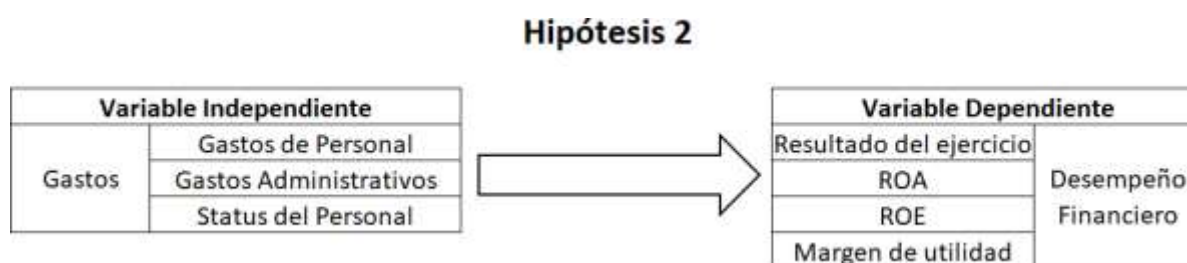 Hipótesis 2
Variable Independiente
Gastos
Gastos de Personal
Gastos Administrativos
Status del Personal
Variable Dependiente
Resultado del ejercicio
ROA
ROE
Margen de utilidad
Desempeño
Financiero